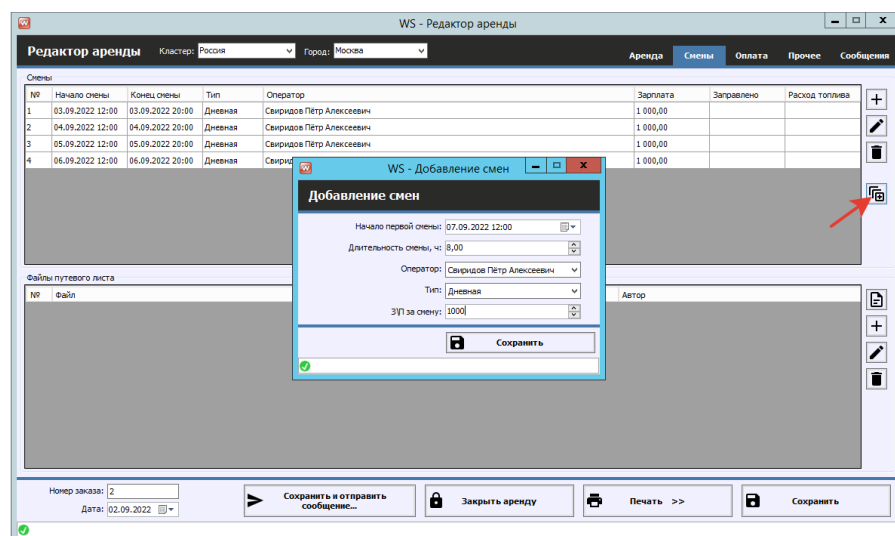 WS - Редактор аренды
Редактор аренды Кластер: Россия Город: Москва Аренда Смены Оплата Прочее Сообщения
Смены
№ Начало смены Конец смены Тип Оператор Зарплата Заправлено Расход топлива
1 03.09.2022 12:00 03.09.2022 20:00 Дневная Свиридов Пётр Алексеевич 1 000,00
2 04.09.2022 12:00 04.09.2022 20:00 Дневная Свиридов Пётр Алексеевич 1 000,00
3 05.09.2022 12:00 05.09.2022 20:00 Дневная Свиридов Пётр Алексеевич 1 000,00
4 06.09.2022 12:00 06.09.2022 20:00 Дневная Свирид 1 000,00
WS - Добавление смен
Добавление смен
Начало первой смены: 07.09.2022 12:00
Длительность смены, ч: 8,00
Оператор: Свиридов Пётр Алексеевич
Тип: Дневная
З\П за смену: 1000
Сохранить
Файлы путевого листа
№ Файл Автор
Номер заказа: 2
Дата: 02.09.2022
Сохранить и отправить
сообщение...
Закрыть аренду
Печать >>
Сохранить